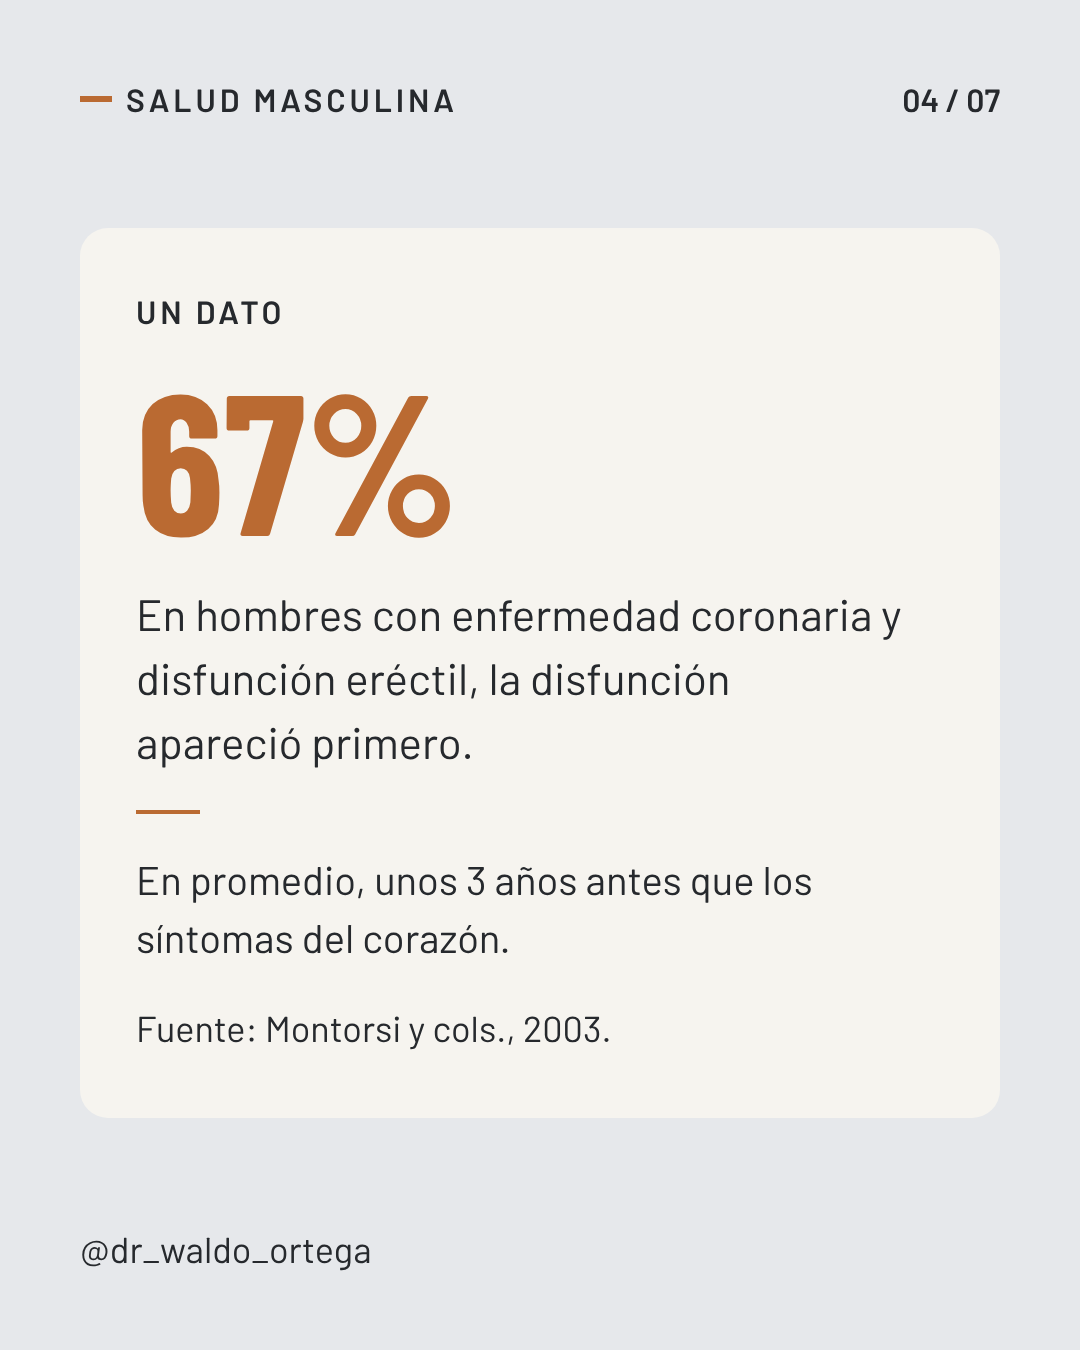 SALUD MASCULINA
04 / 07
UN DATO
67%
En hombres con enfermedad coronaria y
disfunción eréctil, la disfunción
apareció primero.
En promedio, unos 3 años antes que los
síntomas del corazón.
Fuente: Montorsi y cols., 2003.
@dr_waldo_ortega